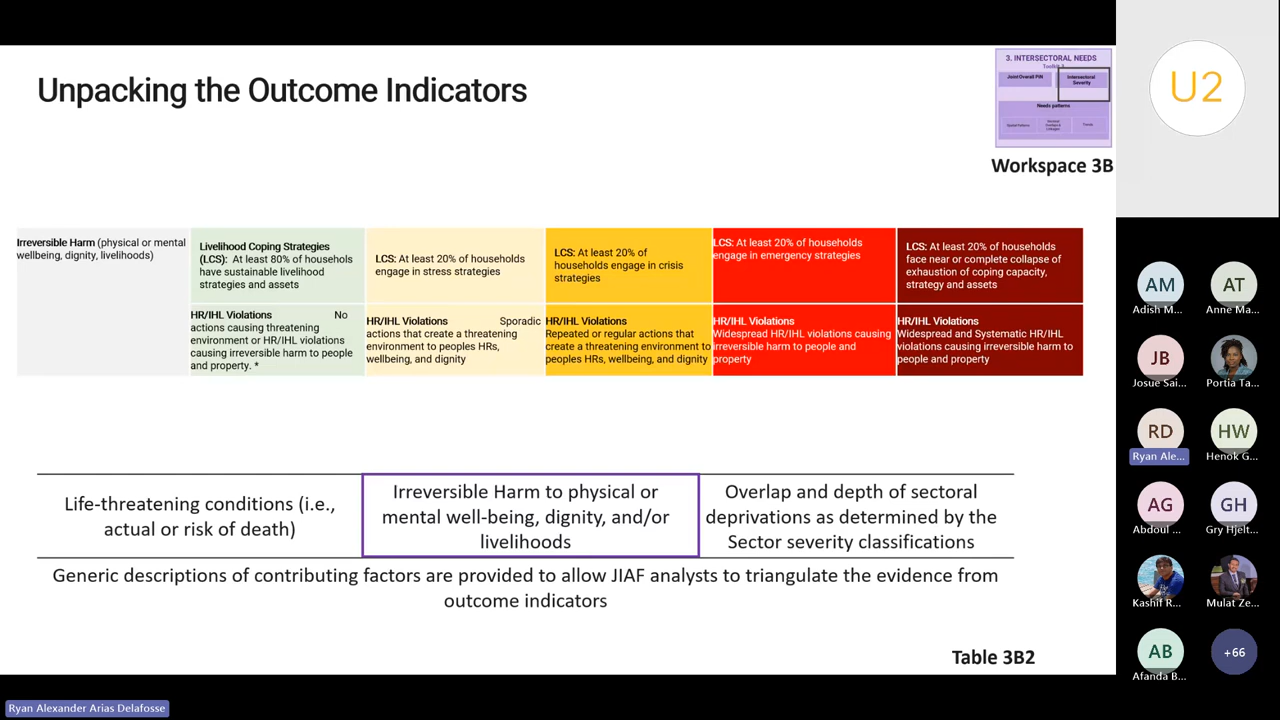 Unpacking the Outcome Indicators
3. INTERSECTORAL NEEDS
Joint Overall PIN
Intersectoral
Severity
Needs patterns
Trends
Workspace 3B
Irreversible Harm (physical or mental
wellbeing, dignity, livelihoods)
Livelihood Coping Strategies
(LCS): At least 80% of househols
have sustainable livelihood
strategies and assets
LCS: At least 20% of households
engage in stress strategies
LCS: At least 20% of
households engage in crisis
strategies
LCS: At least 20% of households
engage in emergency strategies
LCS: At least 20% of households
face near or complete collapse of
exhaustion of coping capacity,
strategy and assets
HR/IHL Violations No
actions causing threatening
environment or HR/IHL violations
causing irreversible harm to people
and property. *
HR/IHL Violations Sporadic
actions that create a threatening
environment to peoples HRs,
wellbeing, and dignity
HR/IHL Violations
Repeated or regular actions that
create a threatening environment to
peoples HRs, wellbeing, and dignity
HR/IHL Violations
Widespread HR/IHL violations causing
irreversible harm to people and
property
HR/IHL Violations
Widespread and Systematic HR/IHL
violations causing irreversible harm to
people and property
Life-threatening conditions (i.e.,
actual or risk of death)
Irreversible Harm to physical or
mental well-being, dignity, and/or
livelihoods
Overlap and depth of sectoral
deprivations as determined by the
Sector severity classifications
Generic descriptions of contributing factors are provided to allow JIAF analysts to triangulate the evidence from
outcome indicators
Table 3B2
U2
AM
Adish M...
AT
Anne Ma...
JB
Josue Sai...
Portia Ta...
RD
Ryan Ale...
HW
Henok G...
AG
Abdoul ...
GH
Gry Hjelt...
Kashif R...
Mulat Ze...
AB
Afanda B...
+66
Ryan Alexander Arias Delafosse